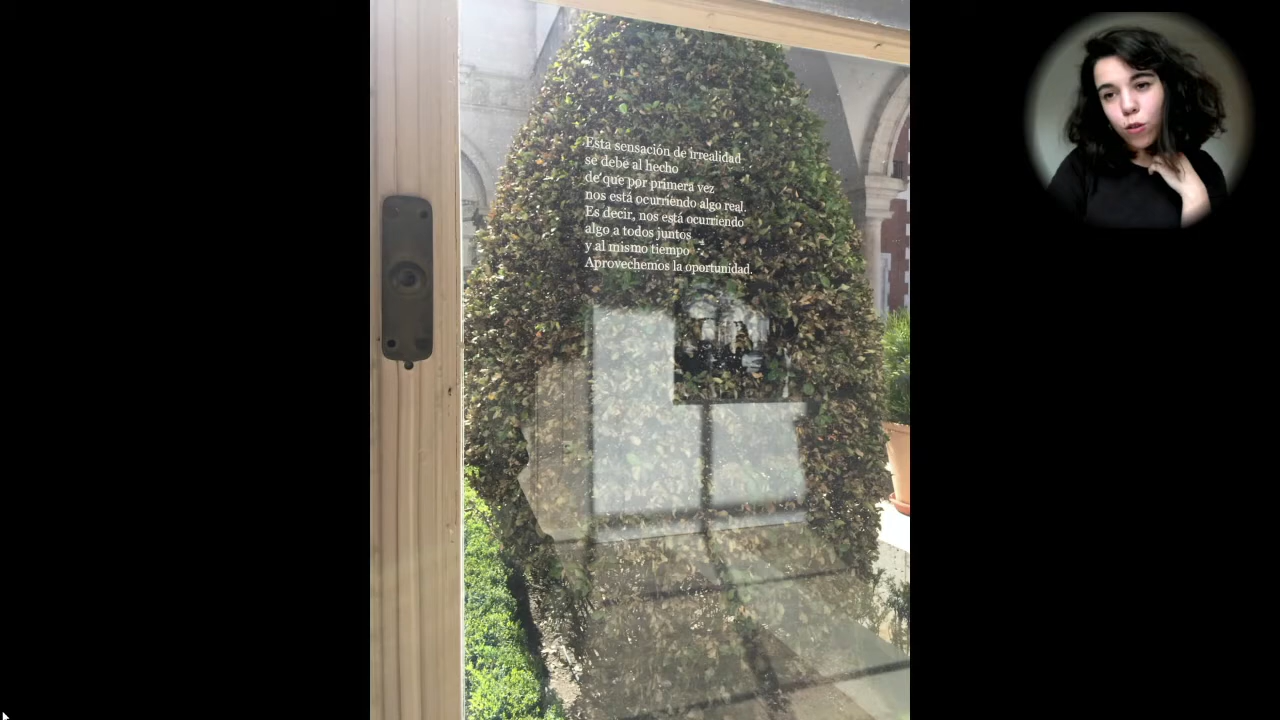 Esta sensación de irrealidad
se debe al hecho
de que por primera vez
nos está ocurriendo algo real.
Es decir, nos está ocurriendo
algo a todos juntos
y al mismo tiempo
Aprovechemos la oportunidad.